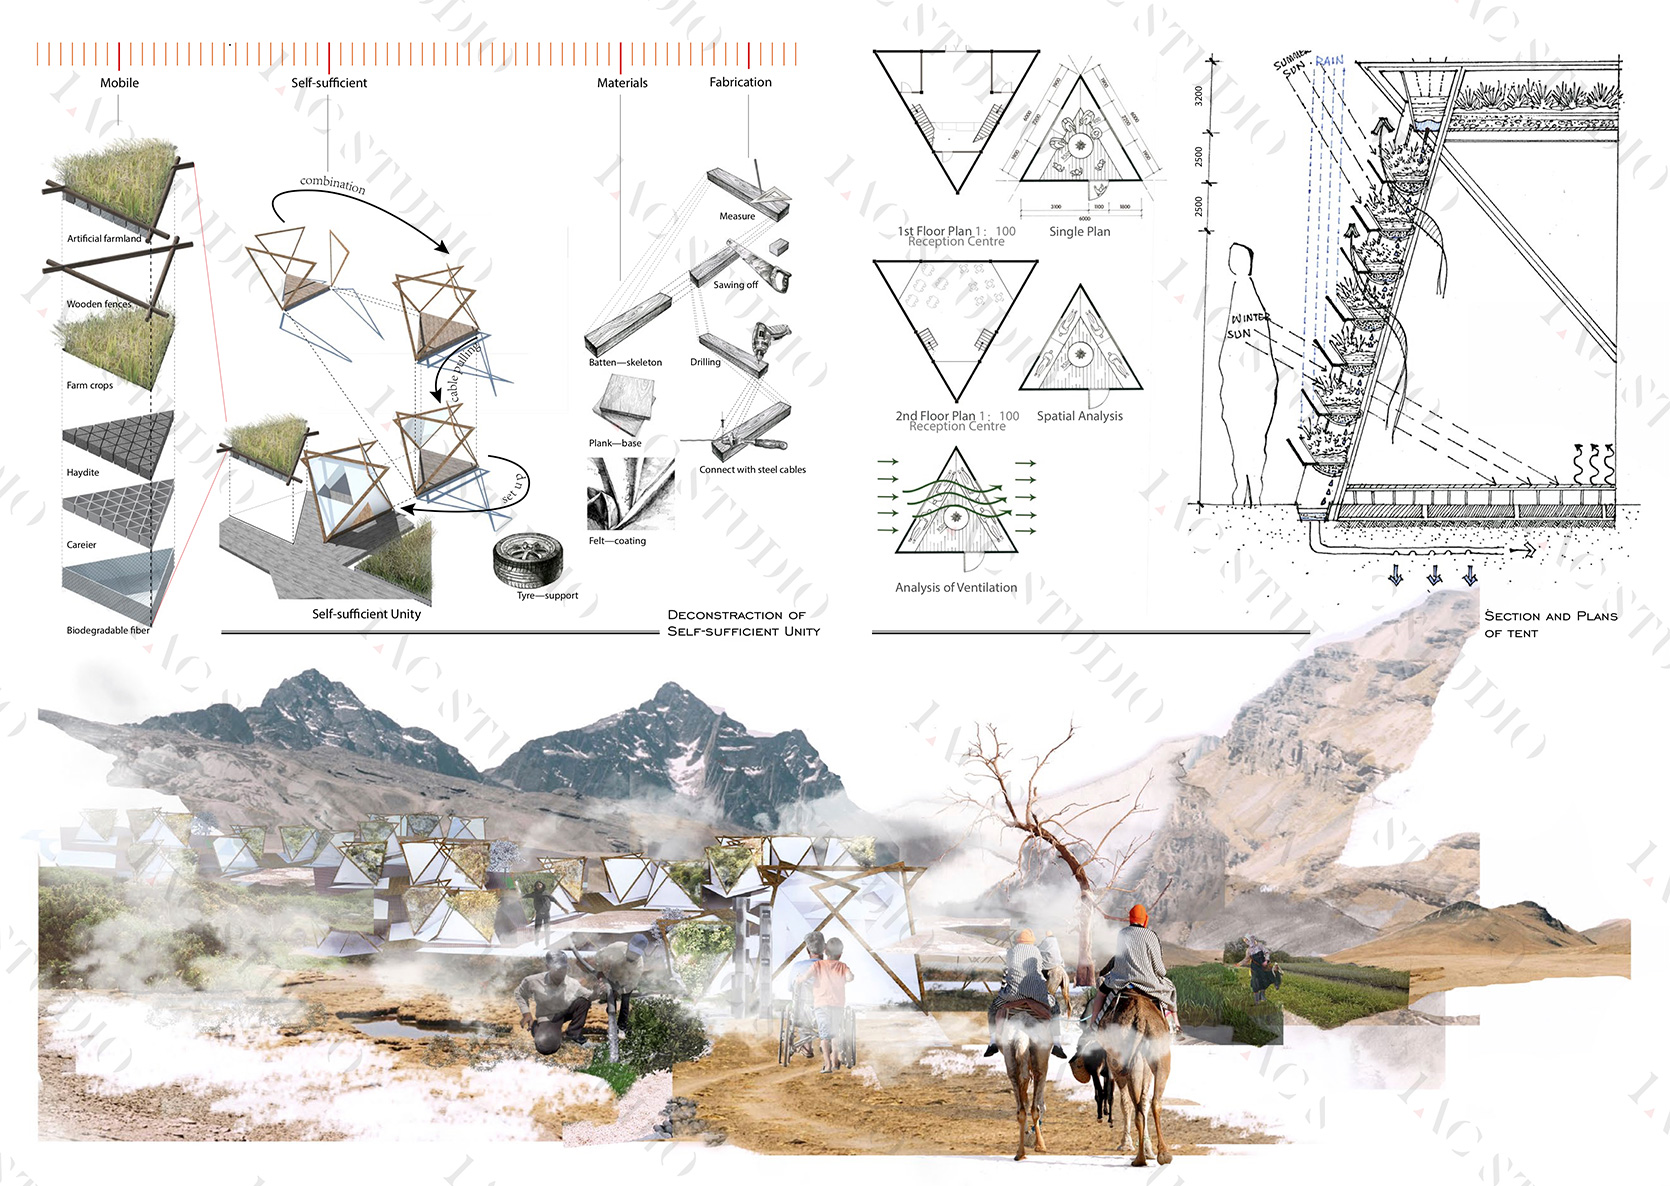 Mobile
Self-sufficient
Materials
Fabrication
combination
Artificial farmland
Wooden fences
Farm crops
Haydite
Careier
Biodegradable fiber
cable pulling
set up
Self-sufficient Unity
Measure
Sawing off
Batten—skeleton
Drilling
Plank—base
Connect with steel cables
Felt—coating
Tyre—support
DECONSTRACTION OF
SELF-SUFFICIENT UNITY
1st Floor Plan 1: 100
Reception Centre
Single Plan
3100
1100
1800
6000
2nd Floor Plan 1: 100
Reception Centre
Spatial Analysis
Analysis of Ventilation
SUMMER
SUN
RAIN
3200
2500
2500
WINTER
SUN
SECTION AND PLANS
OF TENT